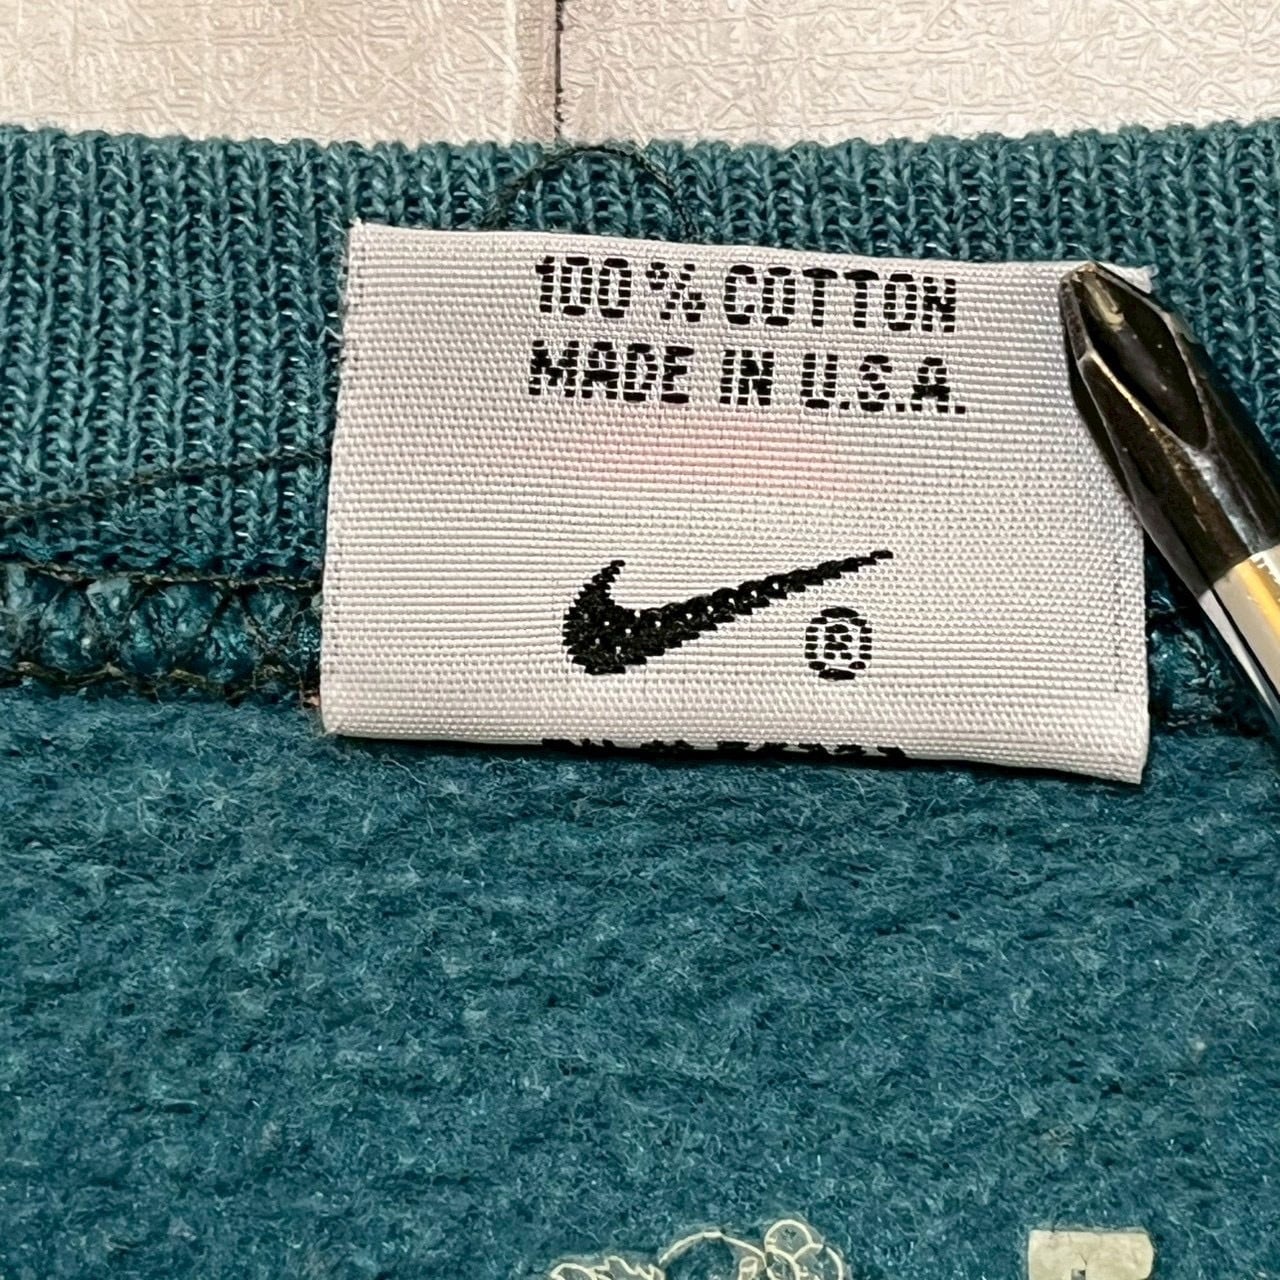 100% COTTON
MADE IN U.S.A.
®